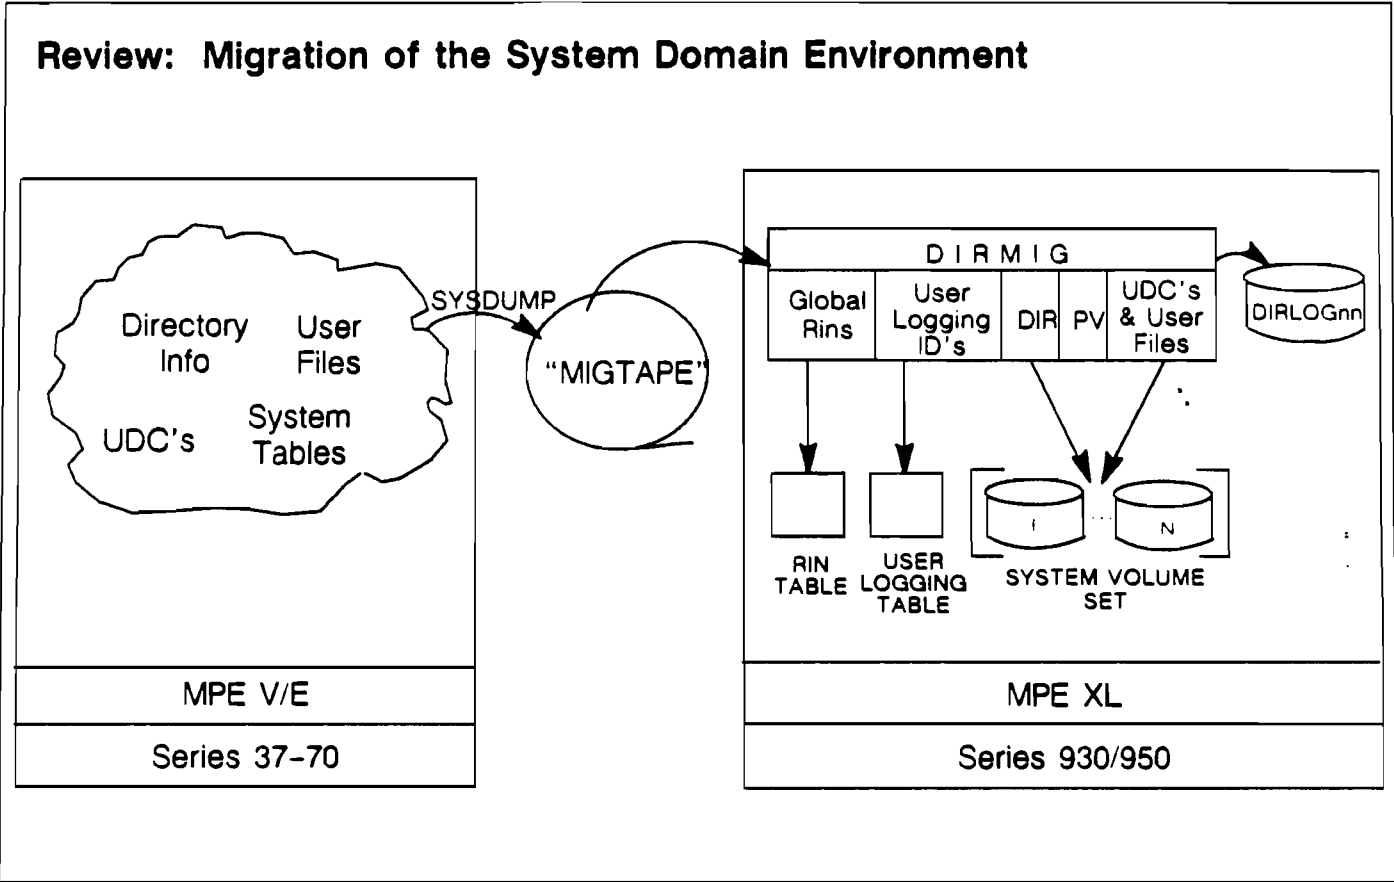 Review: Migration of the System Domain Environment
Directory
Info
User
Files
UDC's
System
Tables
SYSDUMP
"MIGTAPE"
DIRMIG
Global
Rins
User
Logging
ID's
DIR
PV
UDC's
& User
Files
DIRLOGnn
RIN
TABLE
USER
LOGGING
TABLE
1
...
N
SYSTEM VOLUME
SET
MPE V/E
Series 37-70
MPE XL
Series 930/950